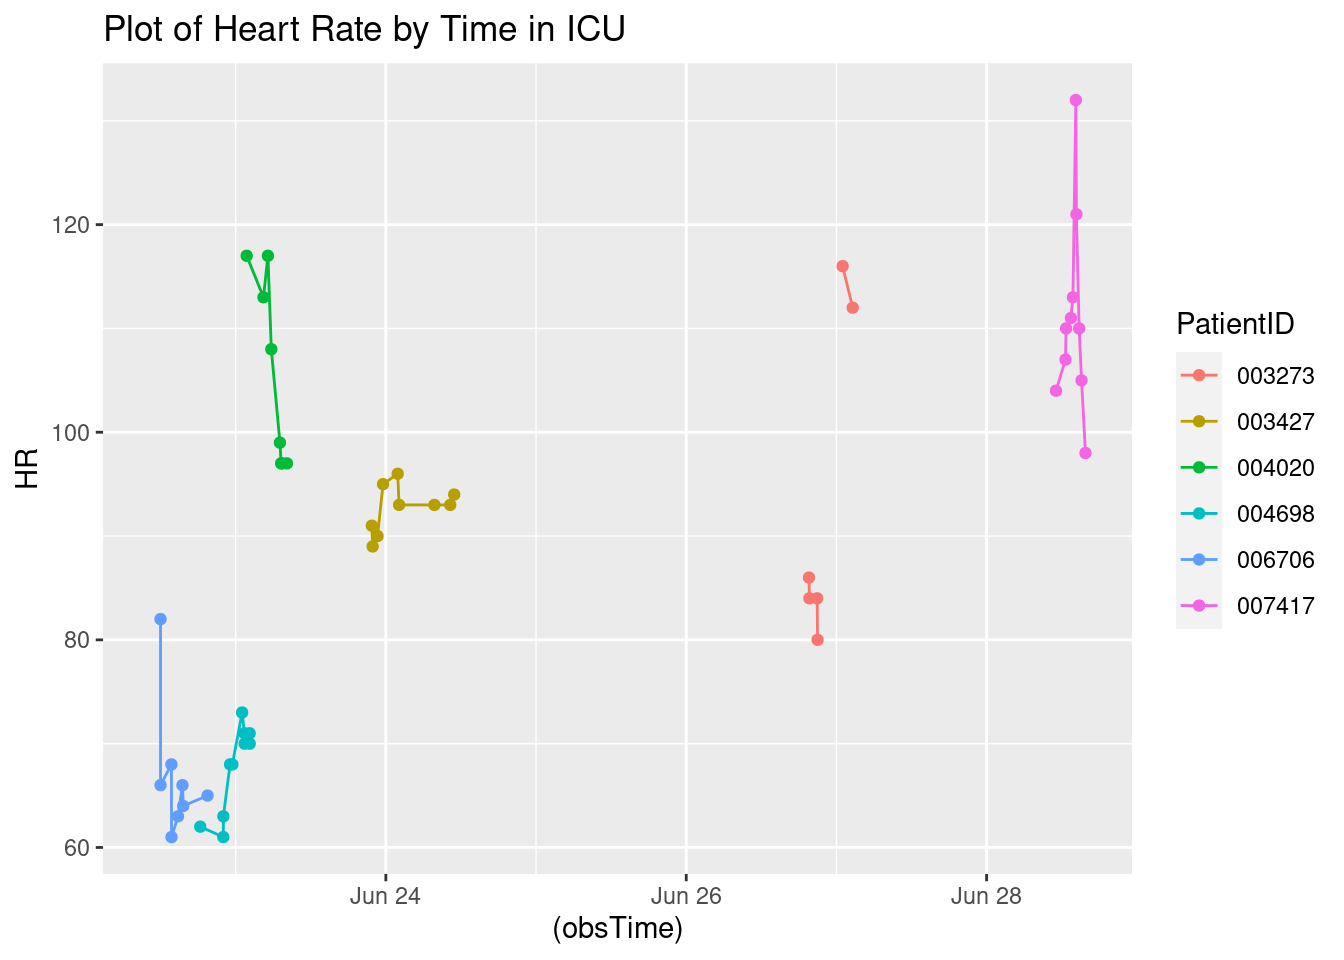 Plot of Heart Rate by Time in ICU
HR
120
100
80
60
Jun 24
Jun 26
Jun 28
(obsTime)
PatientID
003273
003427
004020
004698
006706
007417